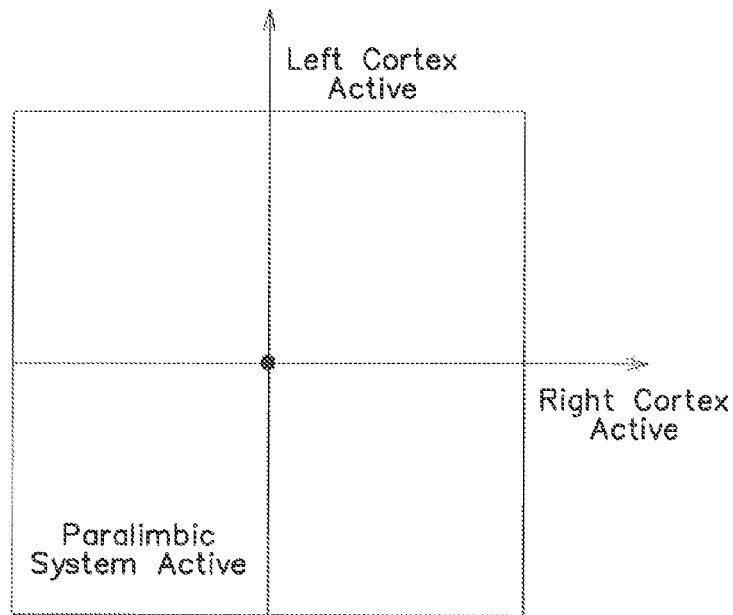 Left Cortex
Active
Right Cortex
Active
Paralimbic
System Active